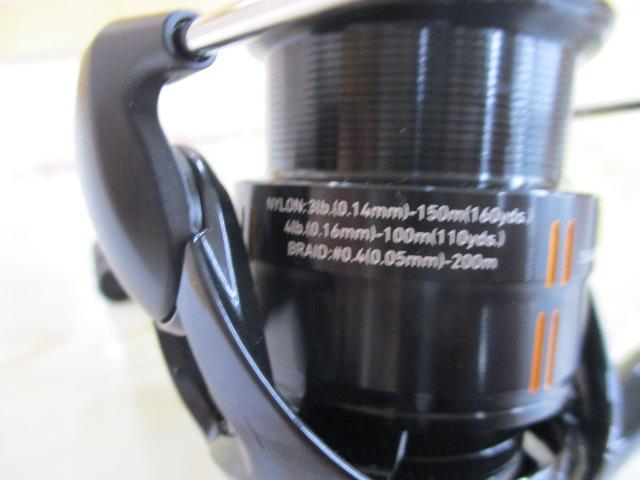 NYLON:3lb.(0.14mm)-150m(160yds.)
4lb.(0.16mm)-100m(110yds.)
BRAID:#0.4(0.05mm)-200m